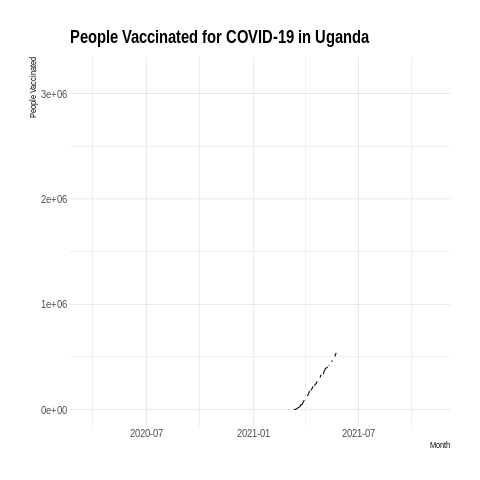 People Vaccinated for COVID-19 in Uganda
People Vaccinated
3e+06
2e+06
1e+06
0e+00
2020-07
2021-01
2021-07
Month